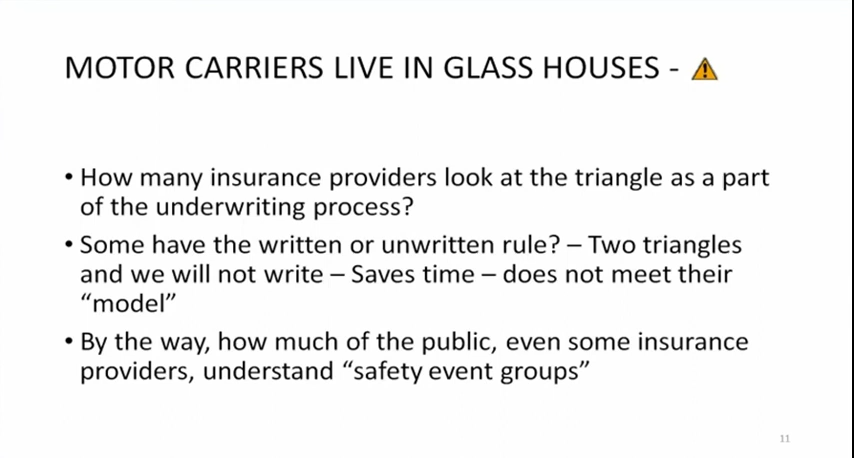 MOTOR CARRIERS LIVE IN GLASS HOUSES - ⚠
• How many insurance providers look at the triangle as a part
of the underwriting process?
• Some have the written or unwritten rule? – Two triangles
and we will not write – Saves time – does not meet their
“model”
• By the way, how much of the public, even some insurance
providers, understand “safety event groups”
11